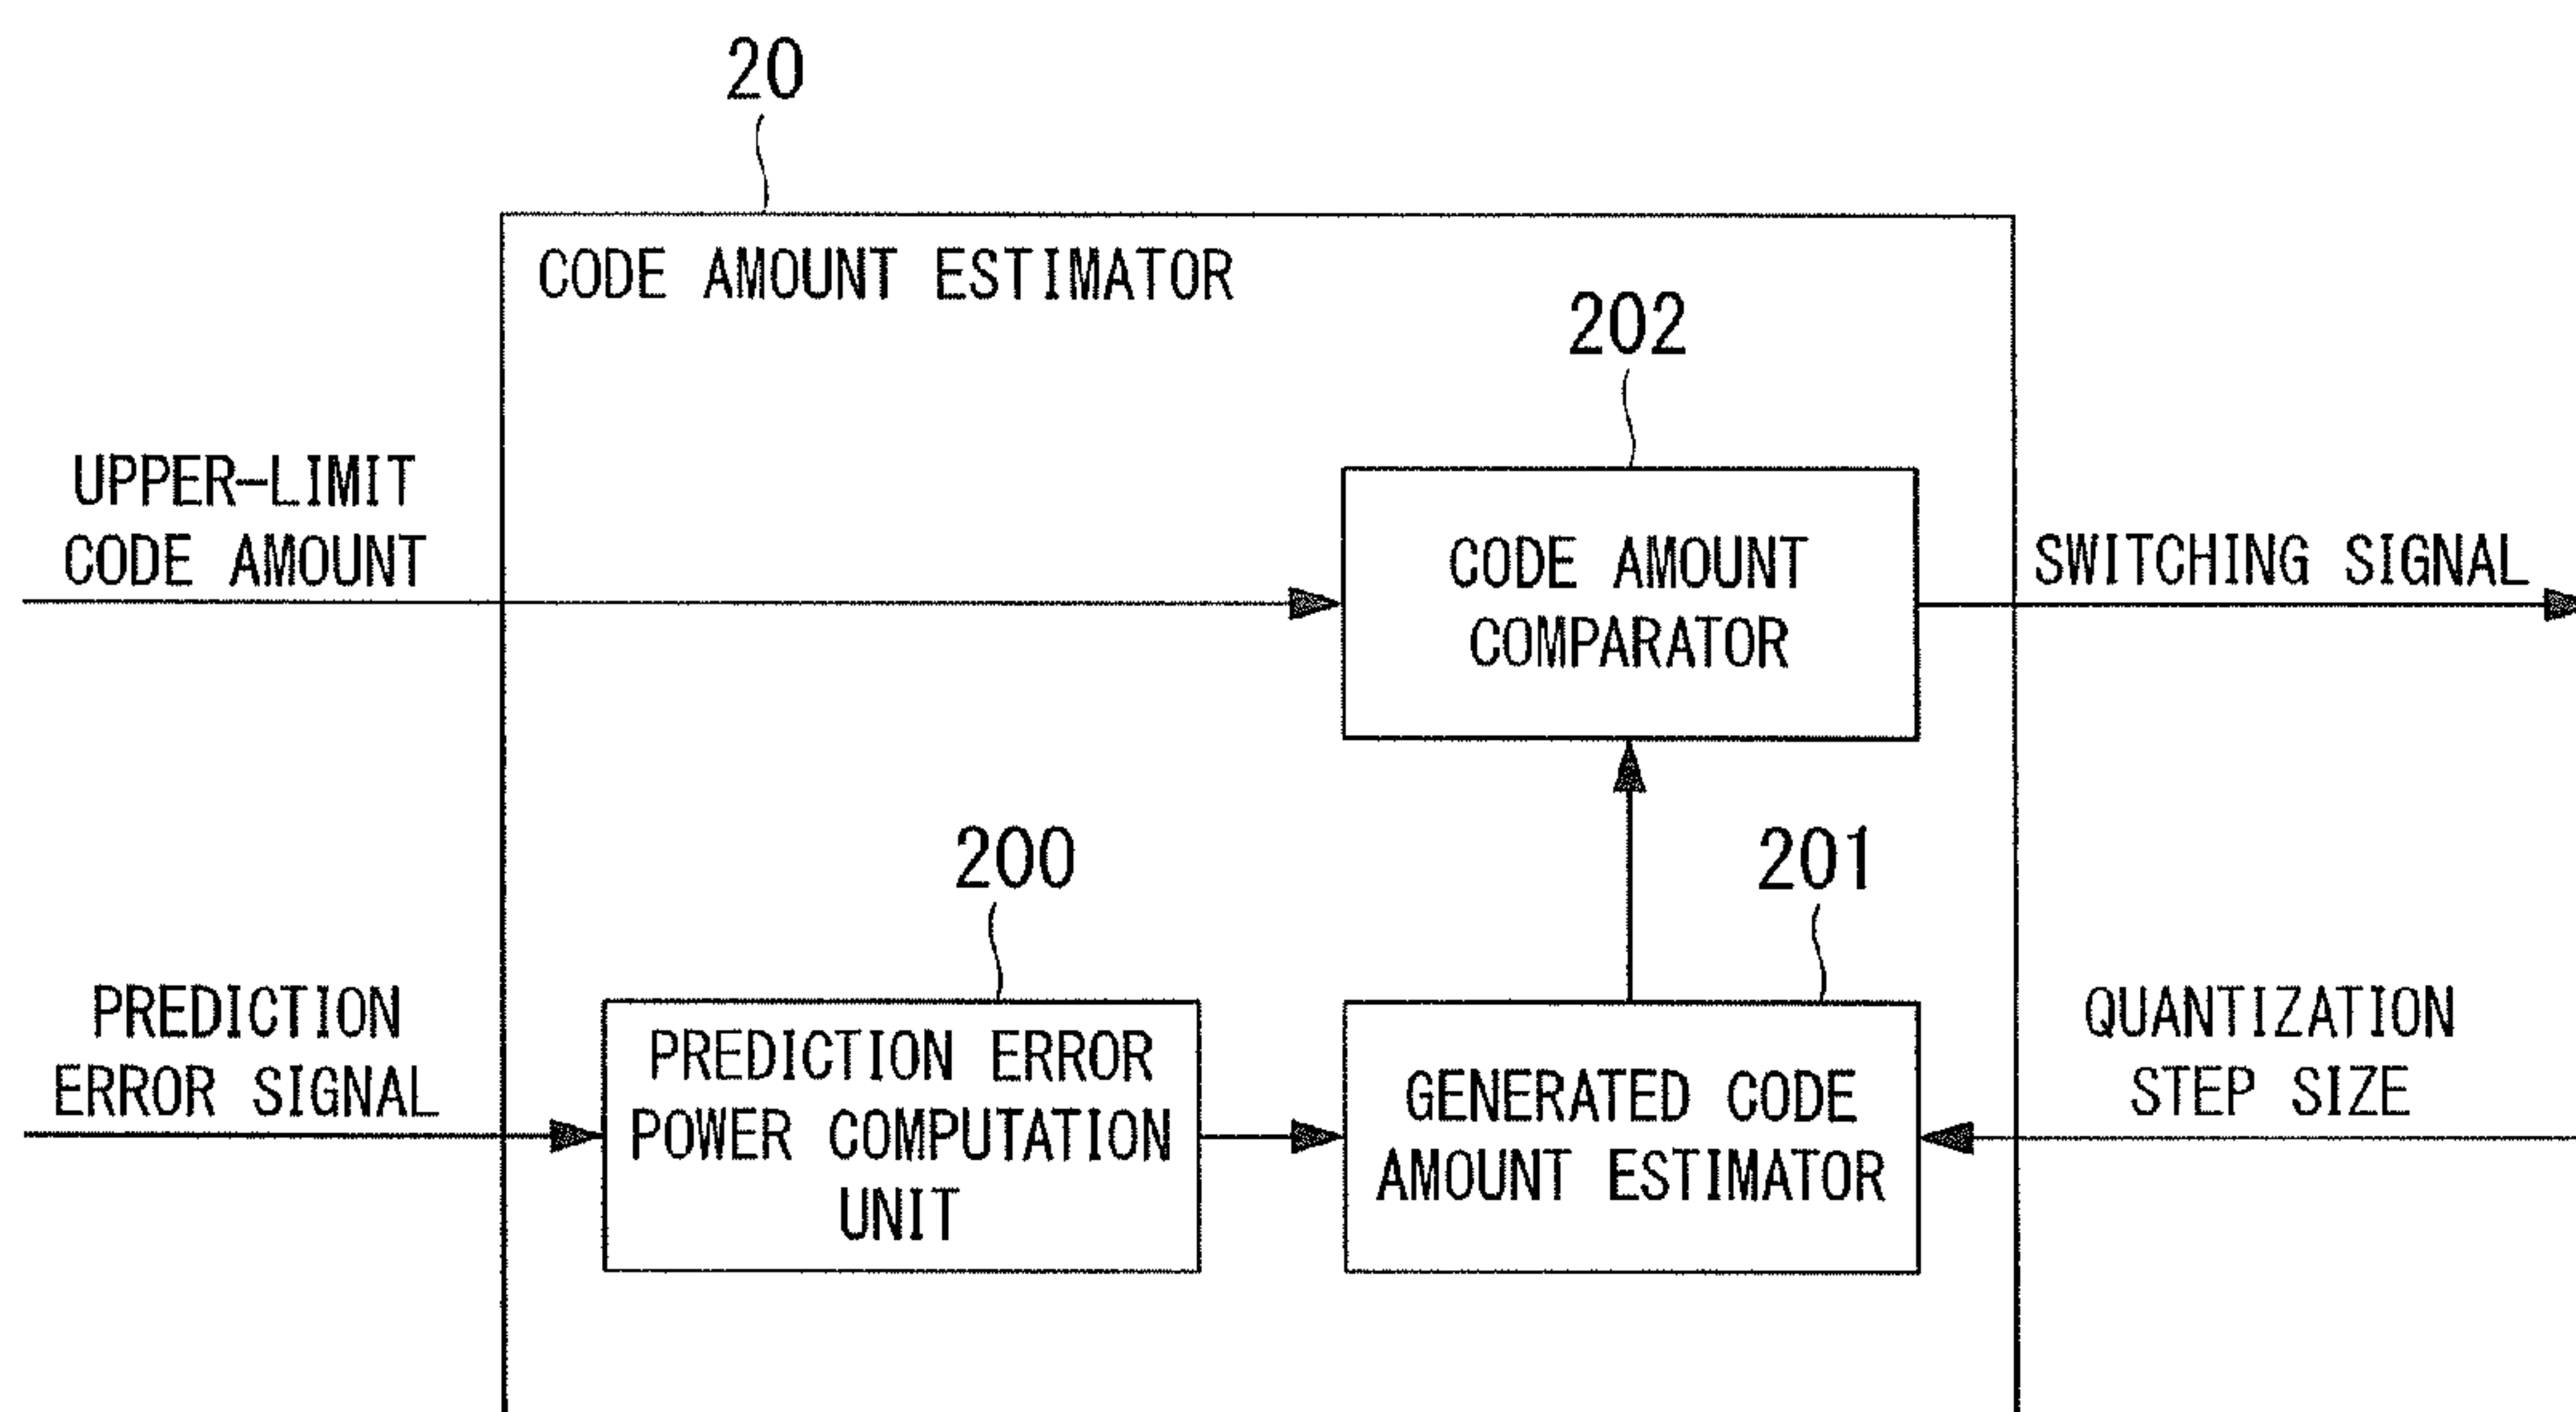 20
CODE AMOUNT ESTIMATOR
202
UPPER-LIMIT
CODE AMOUNT
CODE AMOUNT
COMPARATOR
SWITCHING SIGNAL
200
201
PREDICTION
ERROR SIGNAL
PREDICTION ERROR
POWER COMPUTATION
UNIT
GENERATED CODE
AMOUNT ESTIMATOR
QUANTIZATION
STEP SIZE